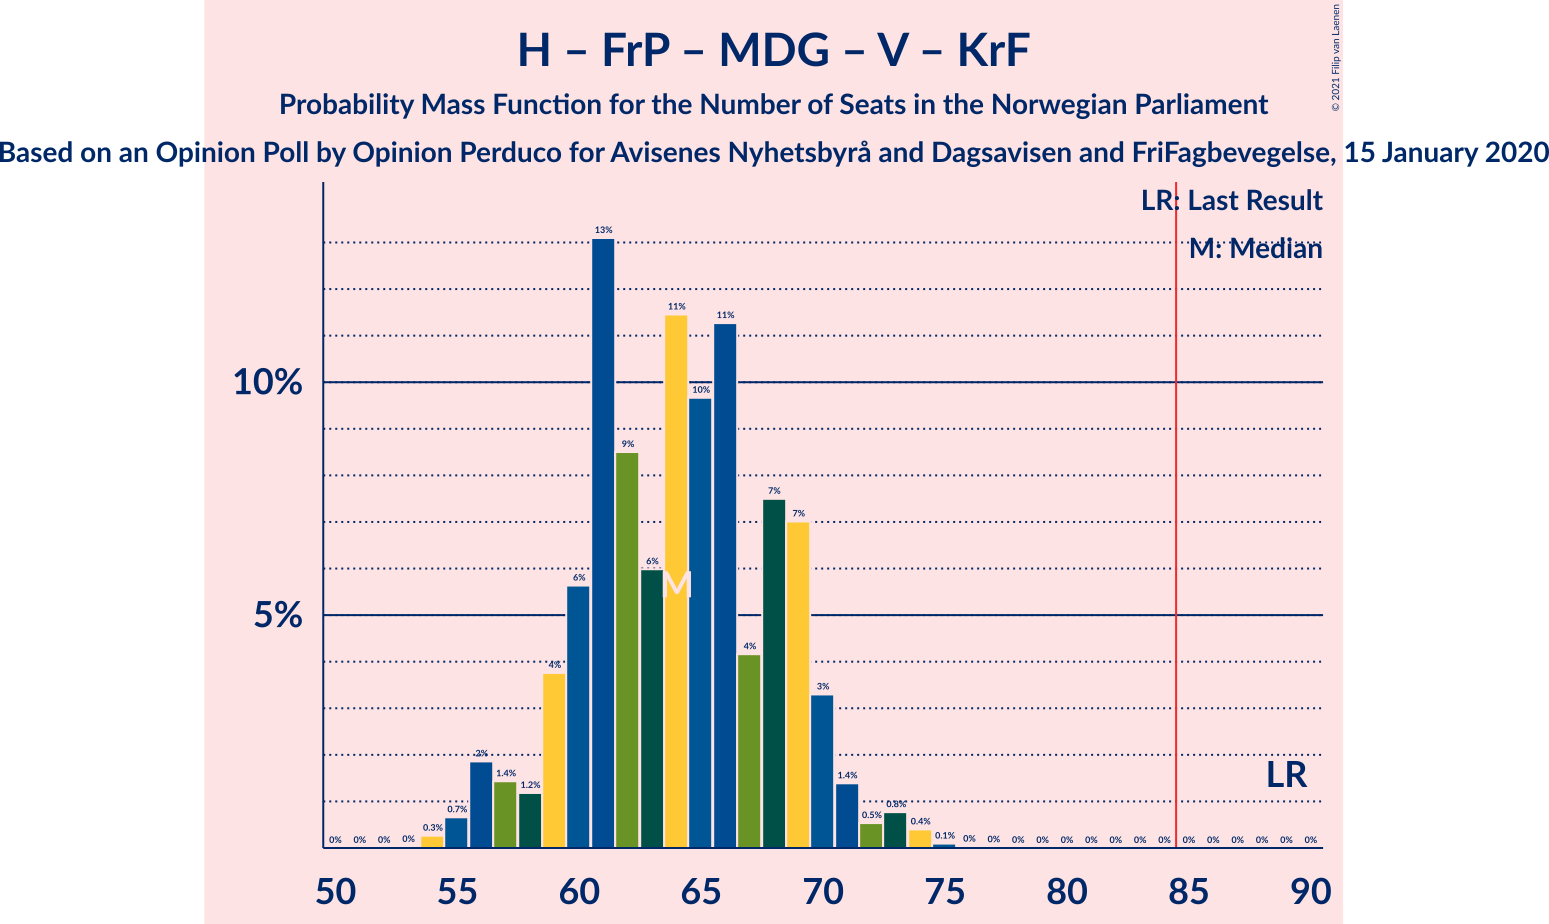 H – FrP – MDG – V – KrF
© 2021 Filip van Laenen
Probability Mass Function for the Number of Seats in the Norwegian Parliament
Based on an Opinion Poll by Opinion Perduco for Avisenes Nyhetsbyrå and Dagsavisen and FriFagbevegelse, 15 January 2020
LR: Last Result
M: Median
10%
5%
0% 0% 0% 0% 0.3% 0.7% 2% 1.4% 1.2% 4% 6% 13% 9% 6% 11% 10% 11% 4% 7% 7% 3% 1.4% 0.5% 0.8% 0.4% 0.1% 0% 0% 0% 0% 0% 0% 0% 0% 0% 0% 0% 0% 0% 0% 0%
M
LR
50 55 60 65 70 75 80 85 90